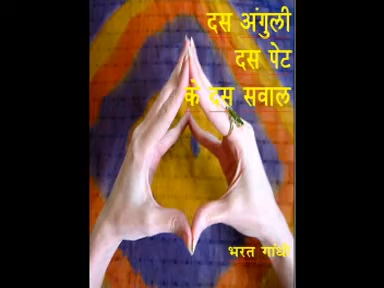 दस अंगुली
दस पेट
के दस सवाल
भरत गांधी